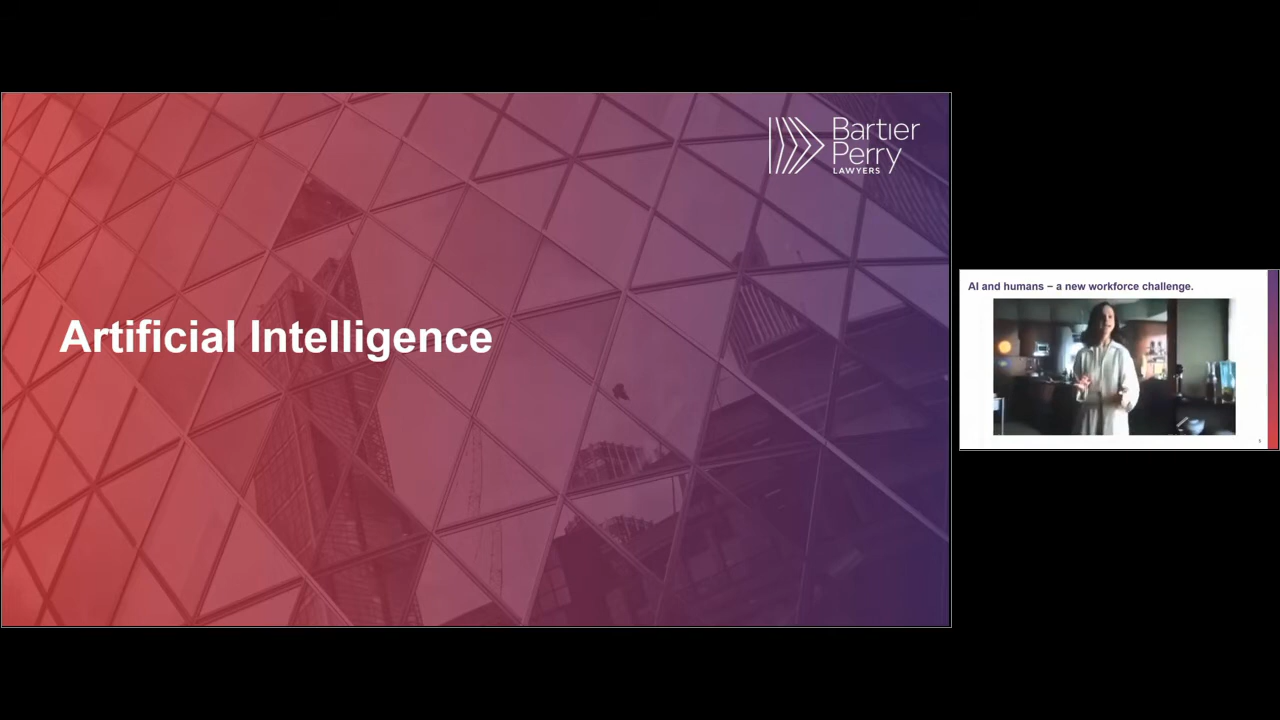 Bartier
Perry
LAWYERS
Artificial Intelligence
AI and humans – a new workforce challenge.